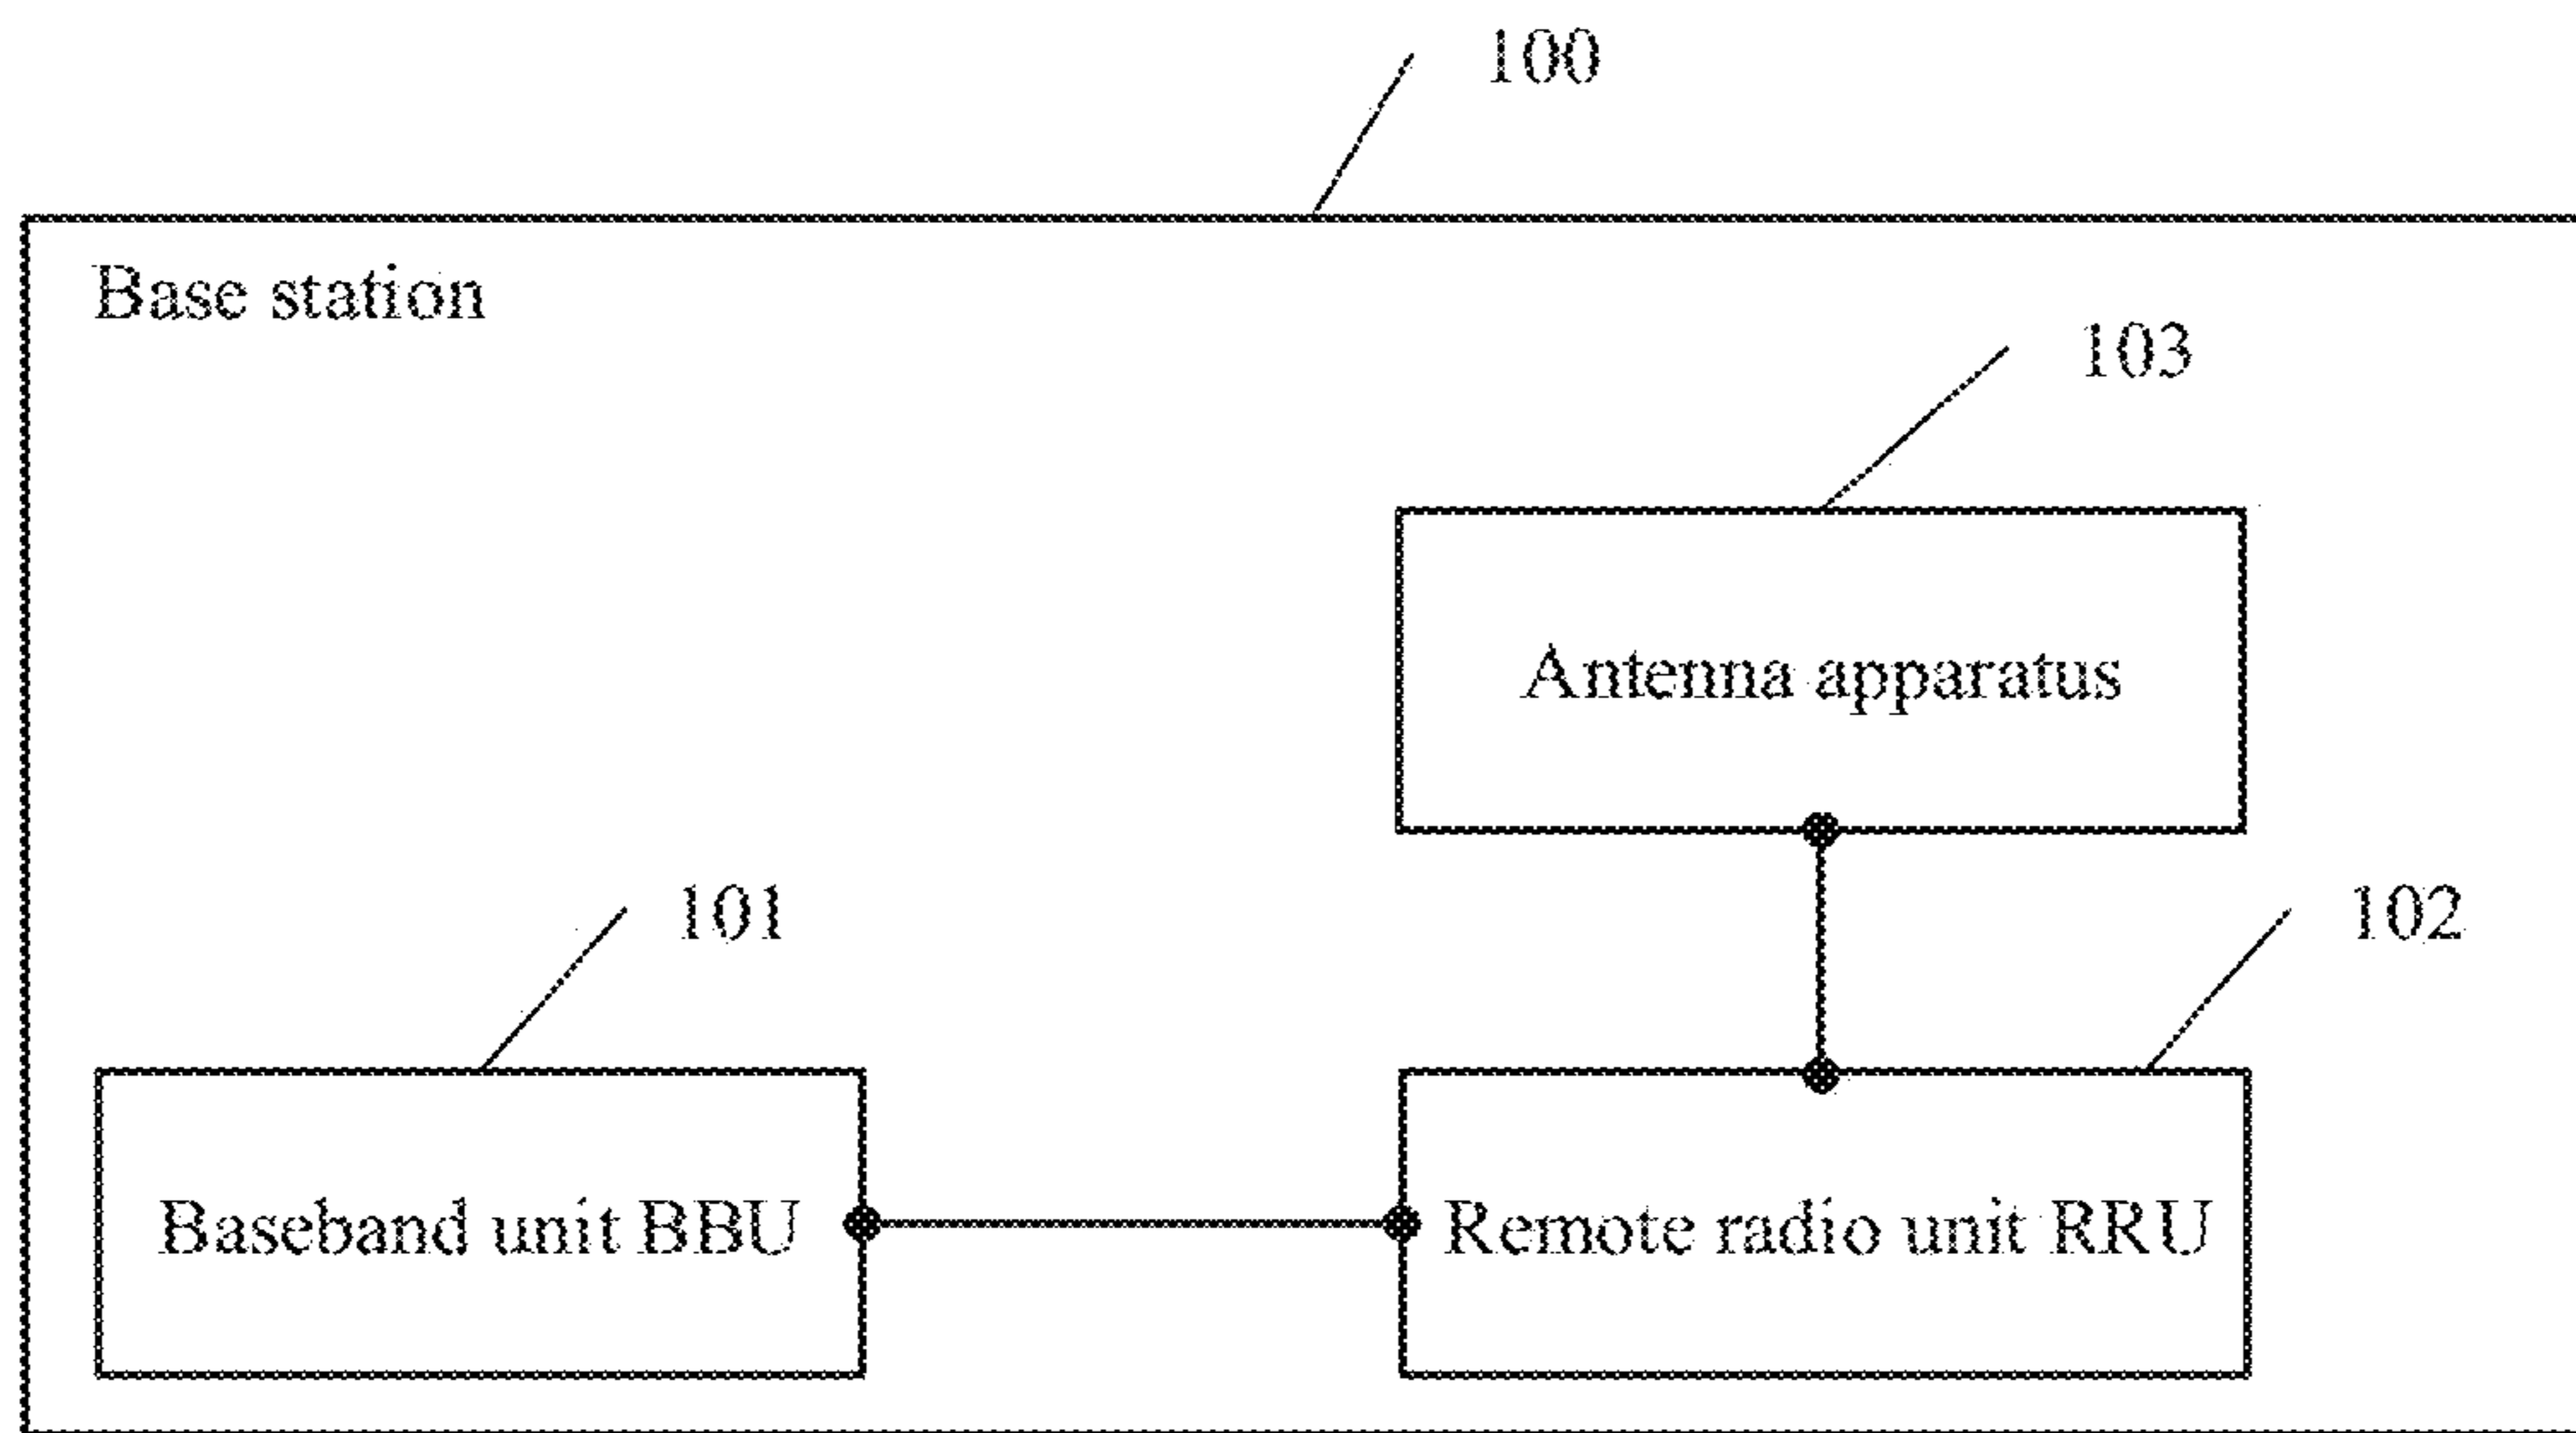 100
Base station
103
Antenna apparatus
101
102
Baseband unit BBU
Remote radio unit RRU